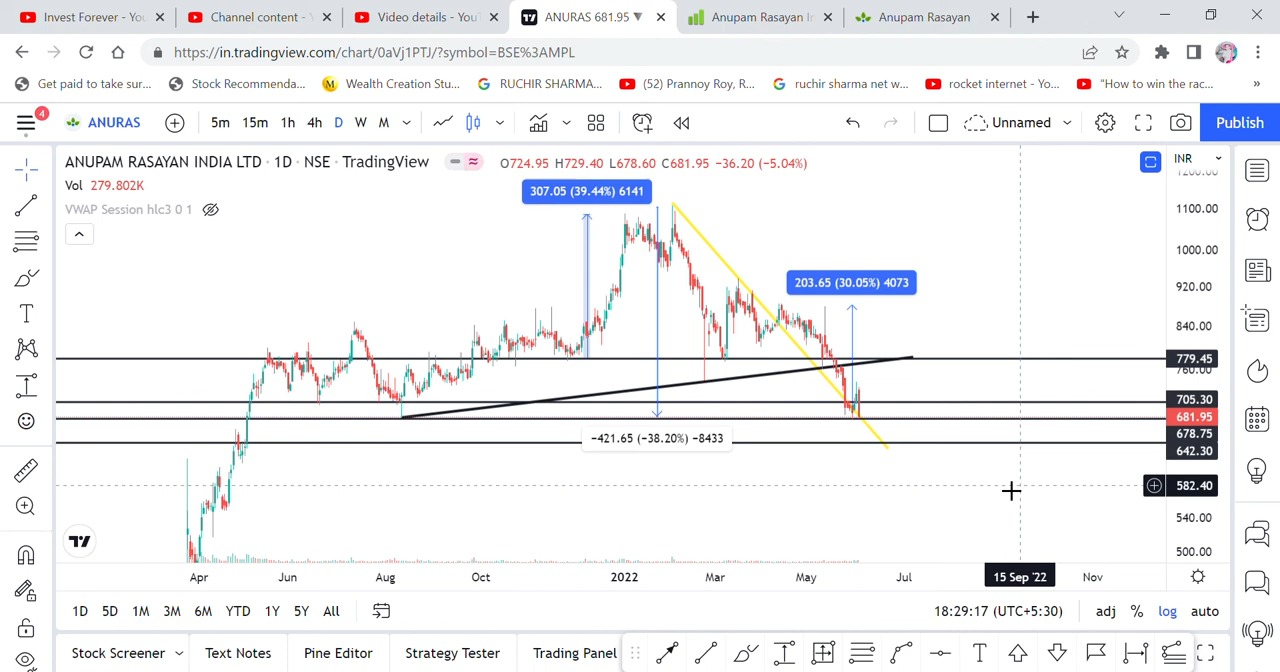 Invest Forever - You
Channel content - Y
Video details - You
ANURAS 681.95 ▼
Anupam Rasayan In
Anupam Rasayan
https://in.tradingview.com/chart/0aVj1PTJ/?symbol=BSE%3AAMPL
Get paid to take sur...
Stock Recommenda...
Wealth Creation Stu...
RUCHIR SHARMA...
(52) Prannoy Roy, R...
ruchir sharma net w...
rocket internet - Yo...
"How to win the rac...
»
4
ANURAS
5m 15m 1h 4h D W M
Unnamed
Publish
ANUPAM RASAYAN INDIA LTD · 1D · NSE · TradingView
O724.95 H729.40 L678.60 C681.95 −36.20 (−5.04%)
INR
Vol 279.802K
VWAP Session hlc3 0 1
307.05 (39.44%) 6141
203.65 (30.05%) 4073
-421.65 (-38.20%) -8433
1200.00
1100.00
1000.00
920.00
840.00
779.45
760.00
705.30
681.95
678.75
642.30
582.40
540.00
500.00
Apr Jun Aug Oct 2022 Mar May Jul 15 Sep '22 Nov
1D 5D 1M 3M 6M YTD 1Y 5Y All
18:29:17 (UTC+5:30)
adj % log auto
Stock Screener
Text Notes
Pine Editor
Strategy Tester
Trading Panel